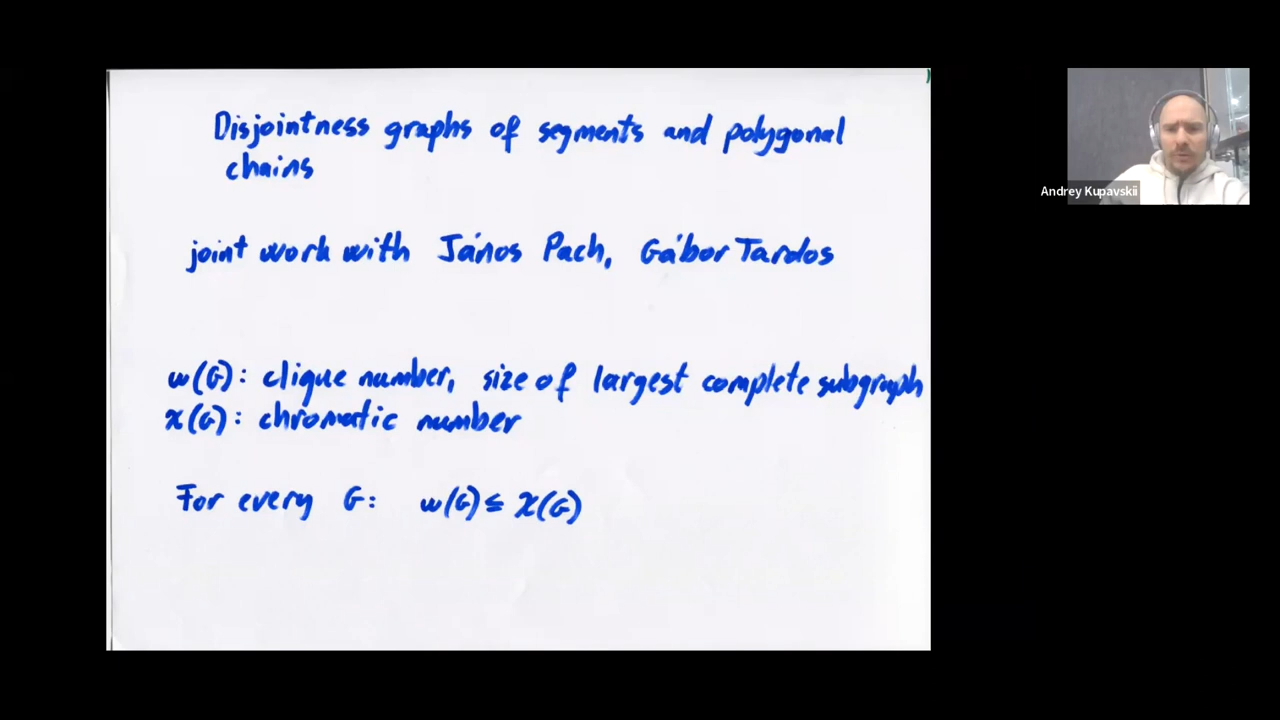 Disjointness graphs of segments and polygonal
chains
joint work with János Pach, Gábor Tardos
ω(G): clique number, size of largest complete subgraph
χ(G): chromatic number
For every G: ω(G) ≤ χ(G)
Andrey Kupavskii